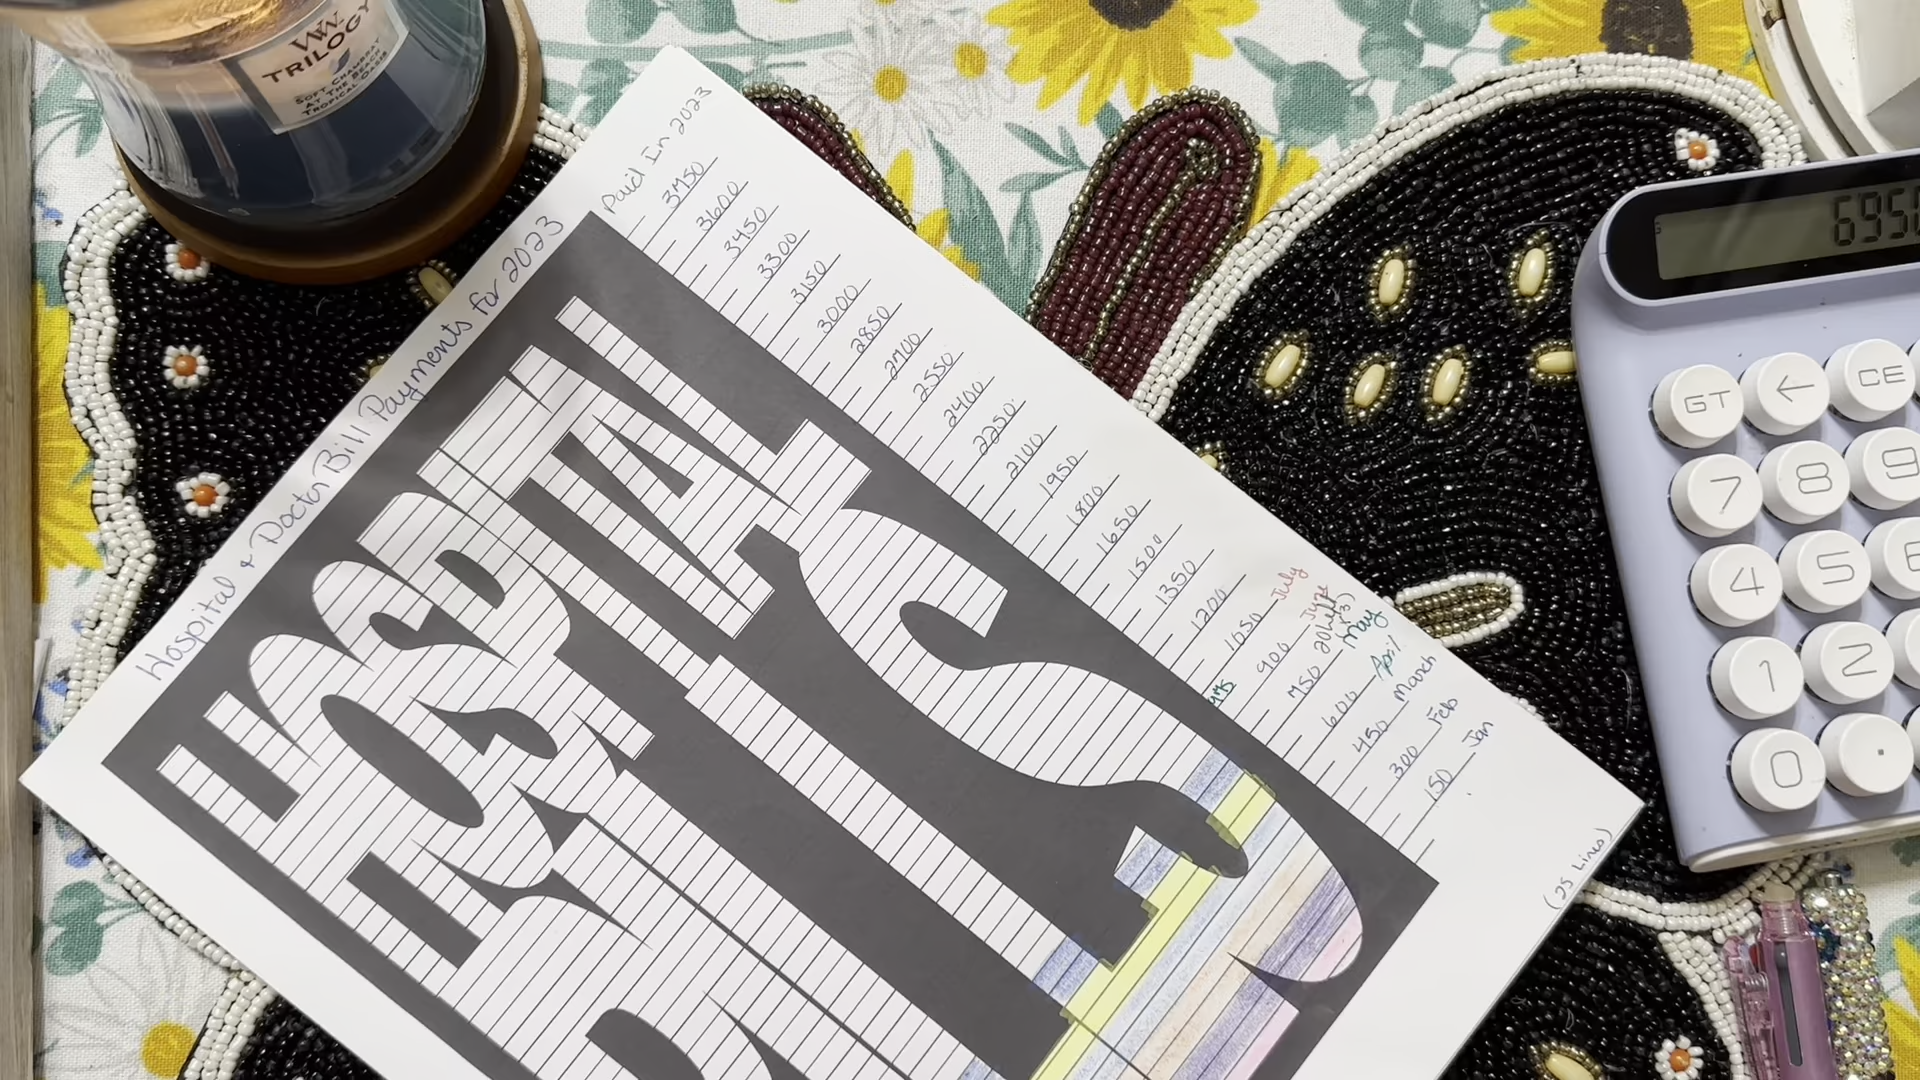 WW
TRILOGY
SOFT CHAMBRAY
AT THE BEACH
TROPICAL OASIS
Paid In 2023
Hospital & Doctor Bill Payments for 2023
HOSPITAL
BILLS
3750
3600
3450
3300
3150
3000
2850
2700
2550
2400
2250
2100
1950
1800
1650
1500
1350
1200
1050 July
900 June
750 May
600 April
450 March
300 Feb
150 Jan
(25 Lines)
6950
GT ← CE
7 8 9
4 5 6
1 2
0 .